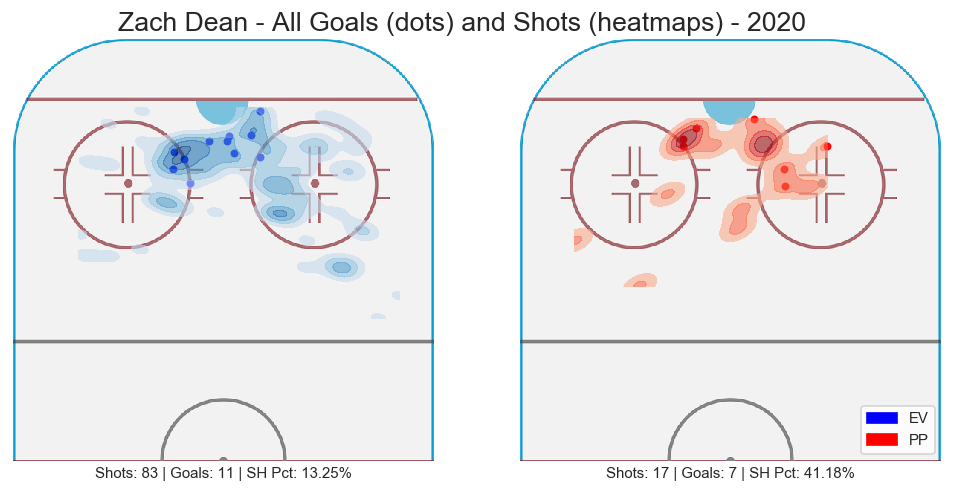 Zach Dean - All Goals (dots) and Shots (heatmaps) - 2020
EV
PP
Shots: 83 | Goals: 11 | SH Pct: 13.25%
Shots: 17 | Goals: 7 | SH Pct: 41.18%